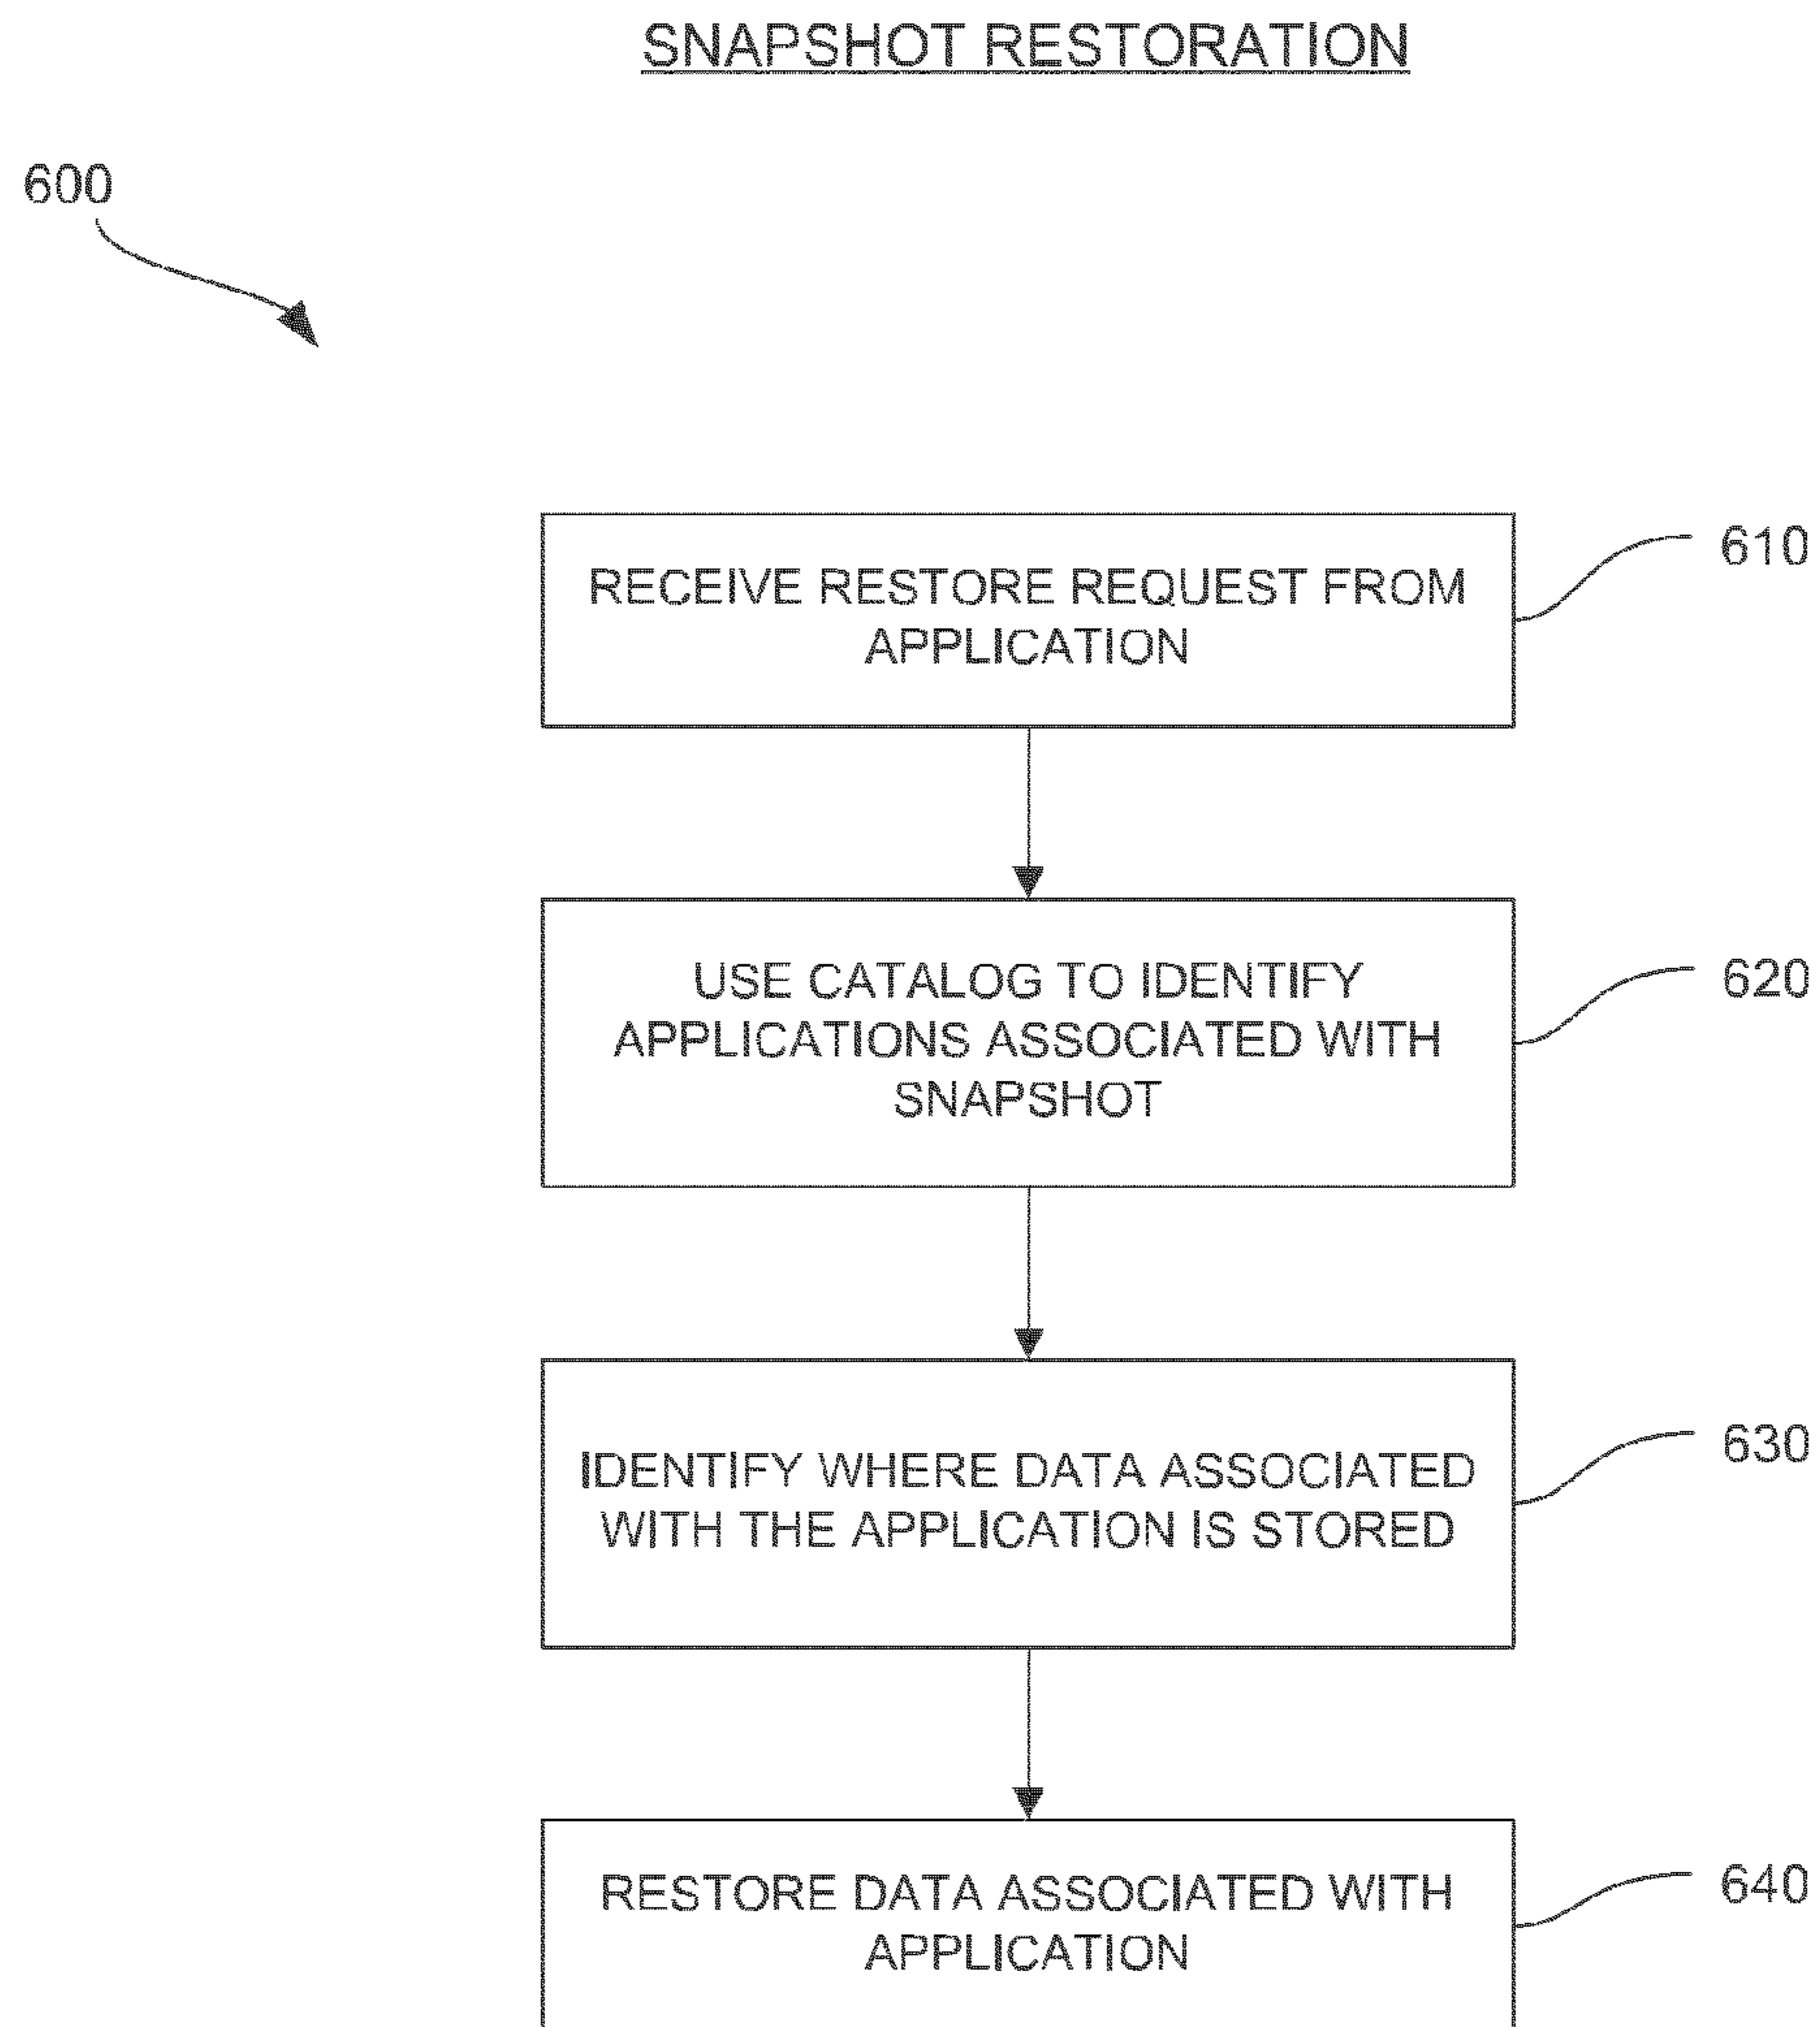 SNAPSHOT RESTORATION
600
RECEIVE RESTORE REQUEST FROM
APPLICATION
610
USE CATALOG TO IDENTIFY
APPLICATIONS ASSOCIATED WITH
SNAPSHOT
620
IDENTIFY WHERE DATA ASSOCIATED
WITH THE APPLICATION IS STORED
630
RESTORE DATA ASSOCIATED WITH
APPLICATION
640